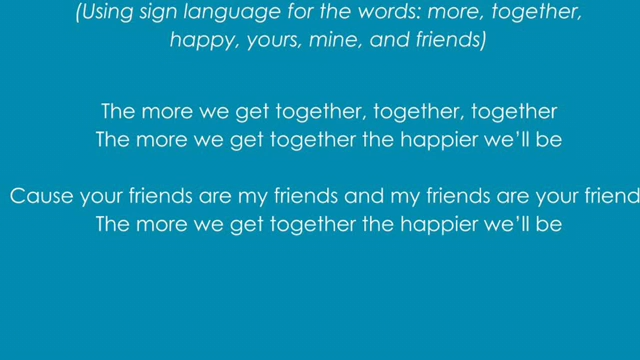 (Using sign language for the words: more, together,
happy, yours, mine, and friends)
The more we get together, together, together
The more we get together the happier we'll be
Cause your friends are my friends and my friends are your friend
The more we get together the happier we'll be